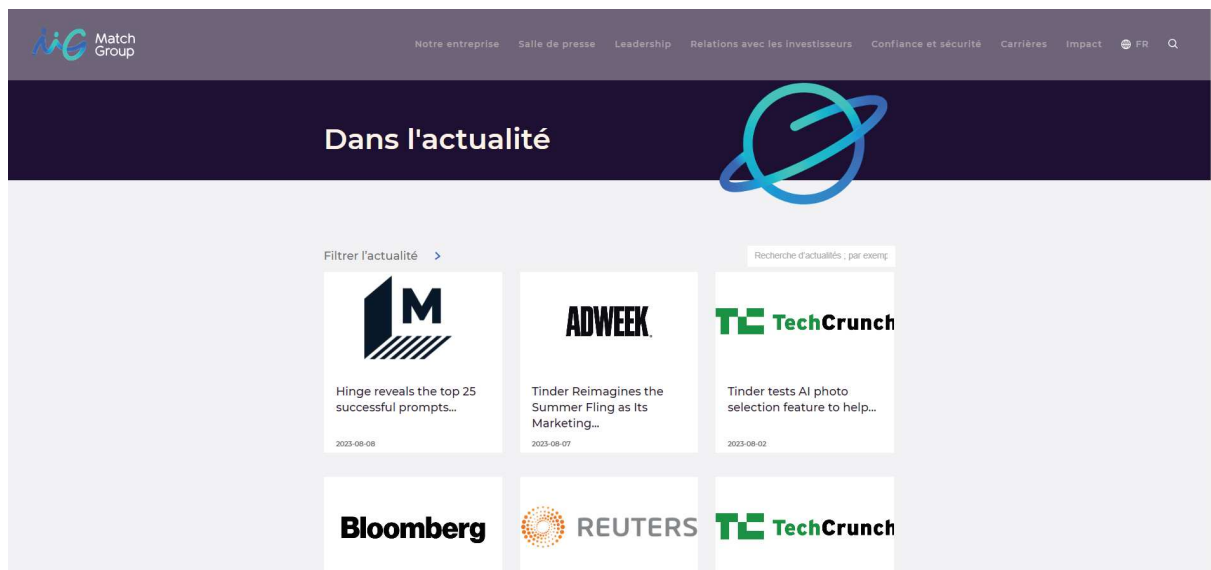 Match
Group
Notre entreprise Salle de presse Leadership Relations avec les investisseurs Confiance et sécurité Carrières Impact FR
Dans l'actualité
Filtrer l'actualité >
Recherche d'actualités ; par exemp
M
ADWEEK
TC TechCrunch
Hinge reveals the top 25
successful prompts...
2023-08-08
Tinder Reimagines the
Summer Fling as Its
Marketing...
2023-08-07
Tinder tests AI photo
selection feature to help...
2023-08-02
Bloomberg
REUTERS
TC TechCrunch